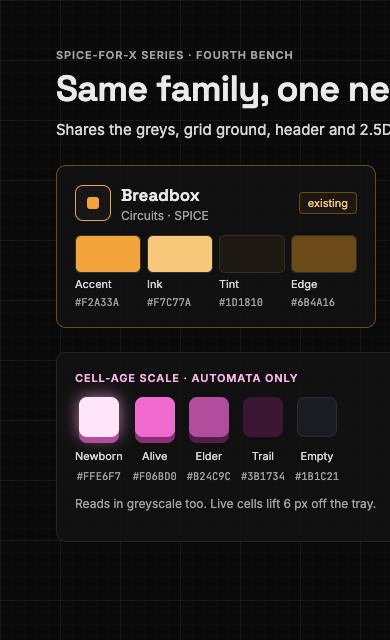 SPICE-FOR-X SERIES · FOURTH BENCH
Same family, one ne
Shares the greys, grid ground, header and 2.5D
Breadbox
Circuits · SPICE
existing
Accent Ink Tint Edge
#F2A33A #F7C77A #1D1810 #6B4A16
CELL-AGE SCALE · AUTOMATA ONLY
Newborn Alive Elder Trail Empty
#FFE6F7 #F06BD0 #B24C9C #3B1734 #1B1C21
Reads in greyscale too. Live cells lift 6 px off the trail.